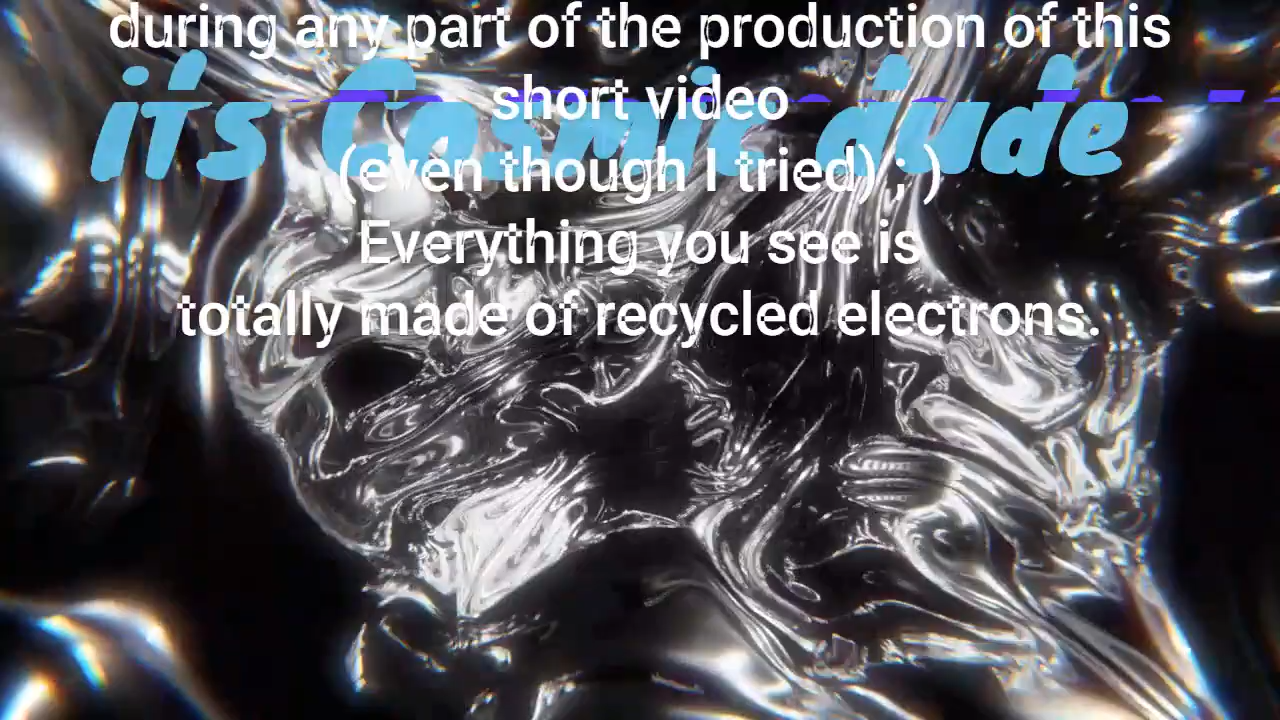 during any part of the production of this
its Cosmic dude
short video
(even though I tried) ; )
Everything you see is
totally made of recycled electrons.